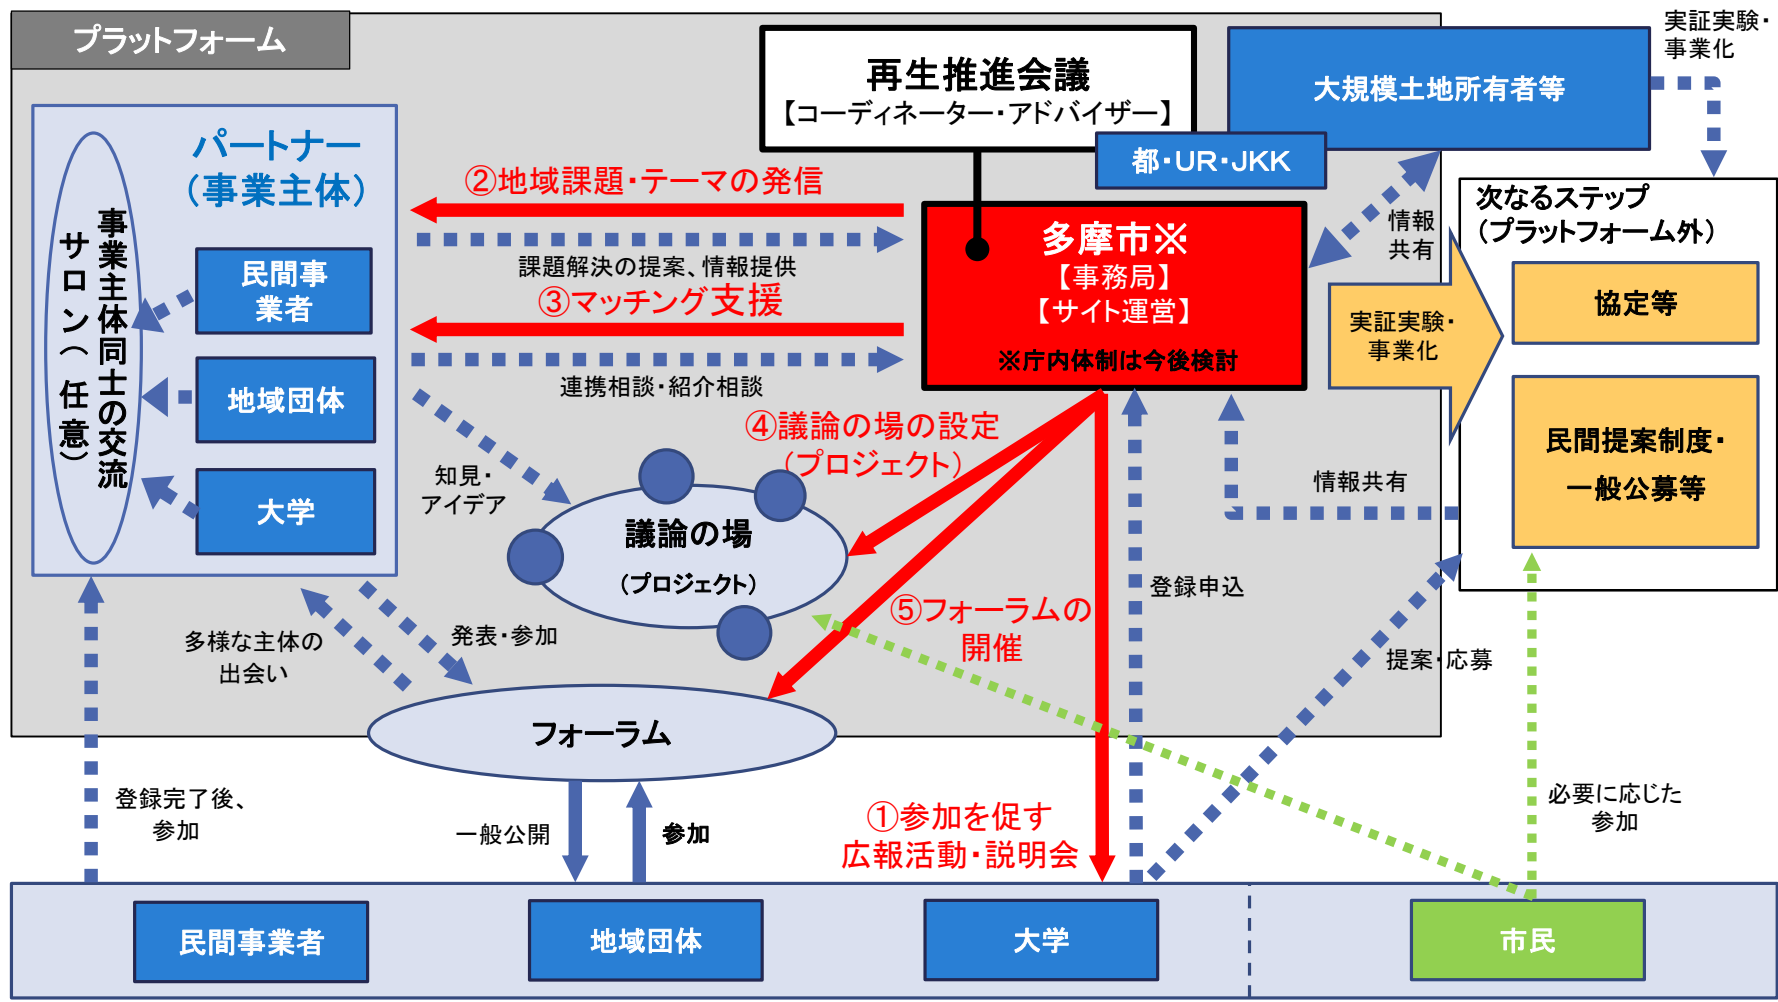 プラットフォーム
再生推進会議
【コーディネーター・アドバイザー】
大規模土地所有者等
都・UR・JKK
実証実験・
事業化
パートナー
（事業主体）
事業主体同士の交流
サロン（任意）
民間事
業者
地域団体
大学
②地域課題・テーマの発信
課題解決の提案、情報提供
③マッチング支援
連携相談・紹介相談
多摩市※
【事務局】
【サイト運営】
※庁内体制は今後検討
情報
共有
次なるステップ
（プラットフォーム外）
協定等
民間提案制度・
一般公募等
実証実験・
事業化
情報共有
④議論の場の設定
（プロジェクト）
知見・
アイデア
議論の場
（プロジェクト）
⑤フォーラムの
開催
登録申込
提案・応募
多様な主体の
出会い
発表・参加
フォーラム
登録完了後、
参加
一般公開
参加
①参加を促す
広報活動・説明会
必要に応じた
参加
民間事業者
地域団体
大学
市民